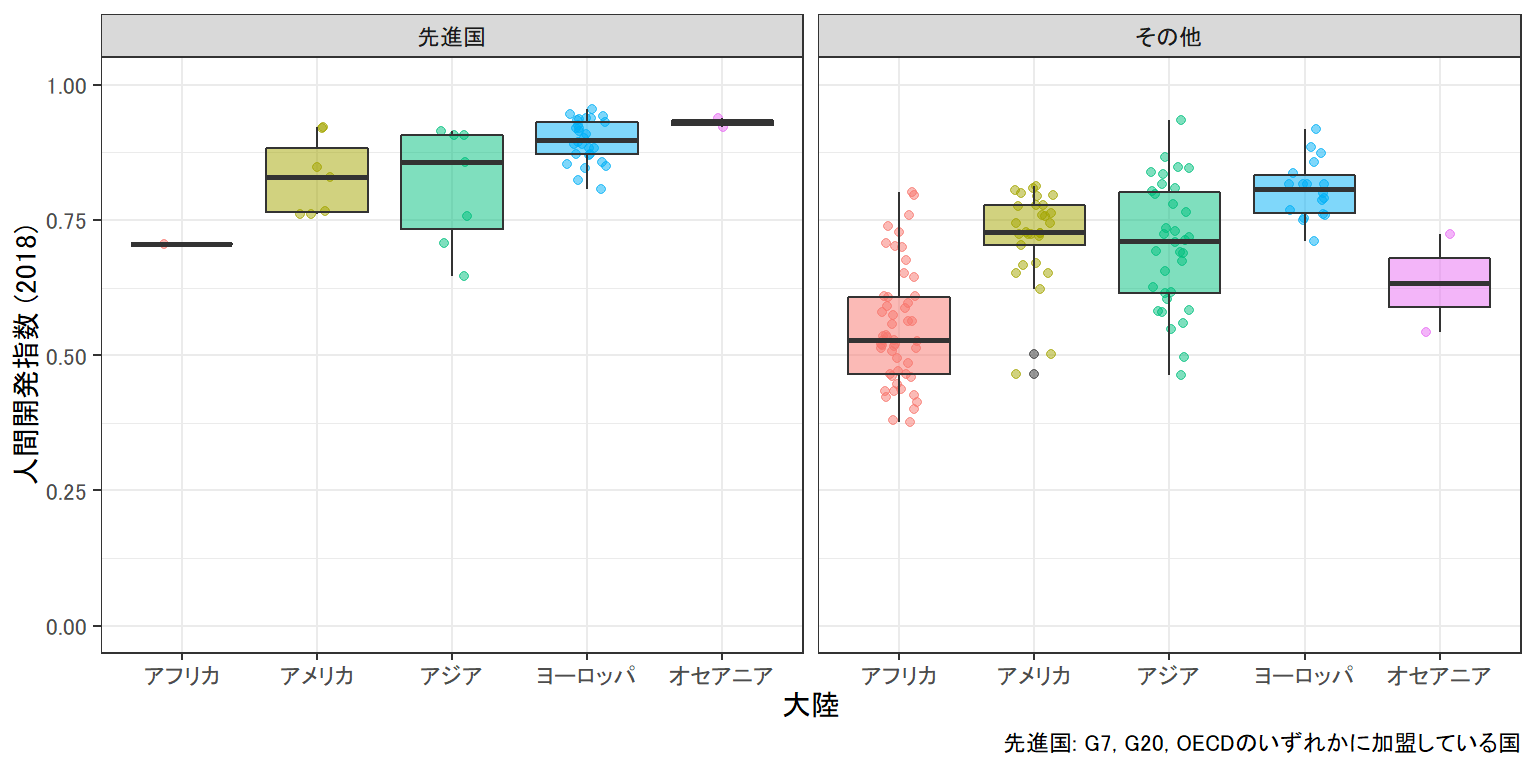 先進国
その他
人間開発指数 (2018)
1.00
0.75
0.50
0.25
0.00
アフリカ
アメリカ
アジア
ヨーロッパ
オセアニア
アフリカ
アメリカ
アジア
ヨーロッパ
オセアニア
大陸
先進国: G7, G20, OECDのいずれかに加盟している国